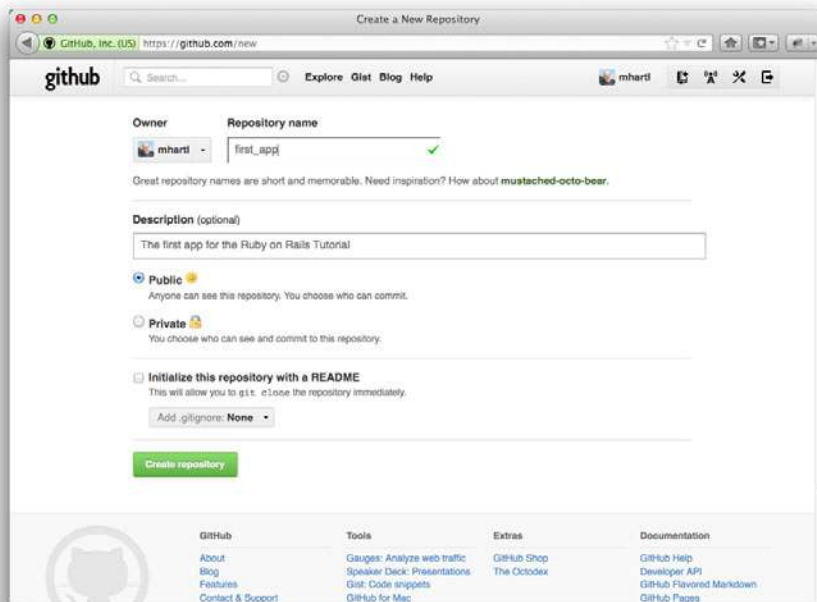 Create a New Repository
GitHub, Inc. (US) https://github.com/new
github Search... Explore Gist Blog Help mhartl
Owner Repository name
mhartl first_app
Great repository names are short and memorable. Need inspiration? How about mustached-octo-bear.
Description (optional)
The first app for the Ruby on Rails Tutorial
Public
Anyone can see this repository. You choose who can commit.
Private
You choose who can see and commit to this repository.
Initialize this repository with a README
This will allow you to git clone the repository immediately.
Add .gitignore: None
Create repository
GitHub Tools Extras Documentation
About Gauges: Analyze web traffic GitHub Shop GitHub Help
Blog Speaker Deck: Presentations The Octodex Developer API
Features Gist: Code snippets GitHub Flavored Markdown
Contact & Support GitHub for Mac GitHub Pages